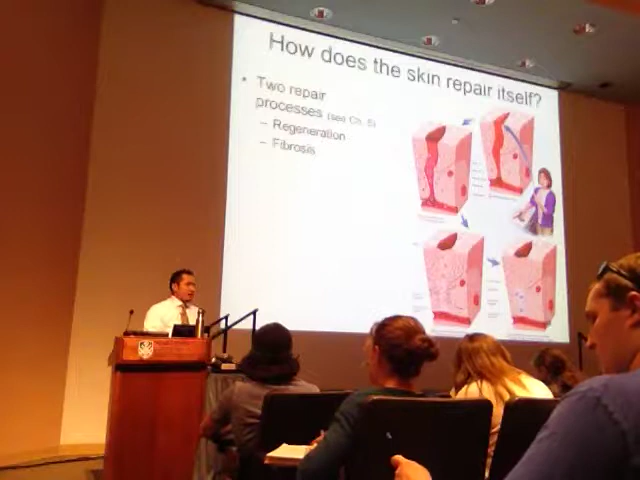 How does the skin repair itself?
• Two repair
processes (see Ch. 5)
– Regeneration
– Fibrosis